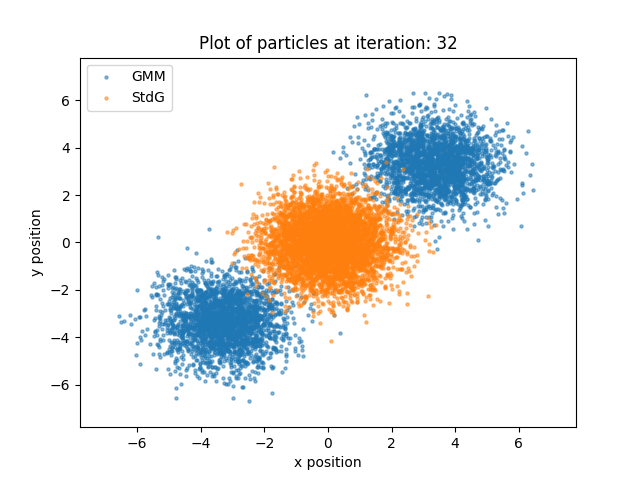 Plot of particles at iteration: 32
GMM
StdG
6
4
2
0
−2
−4
−6
y position
−6 −4 −2 0 2 4 6
x position